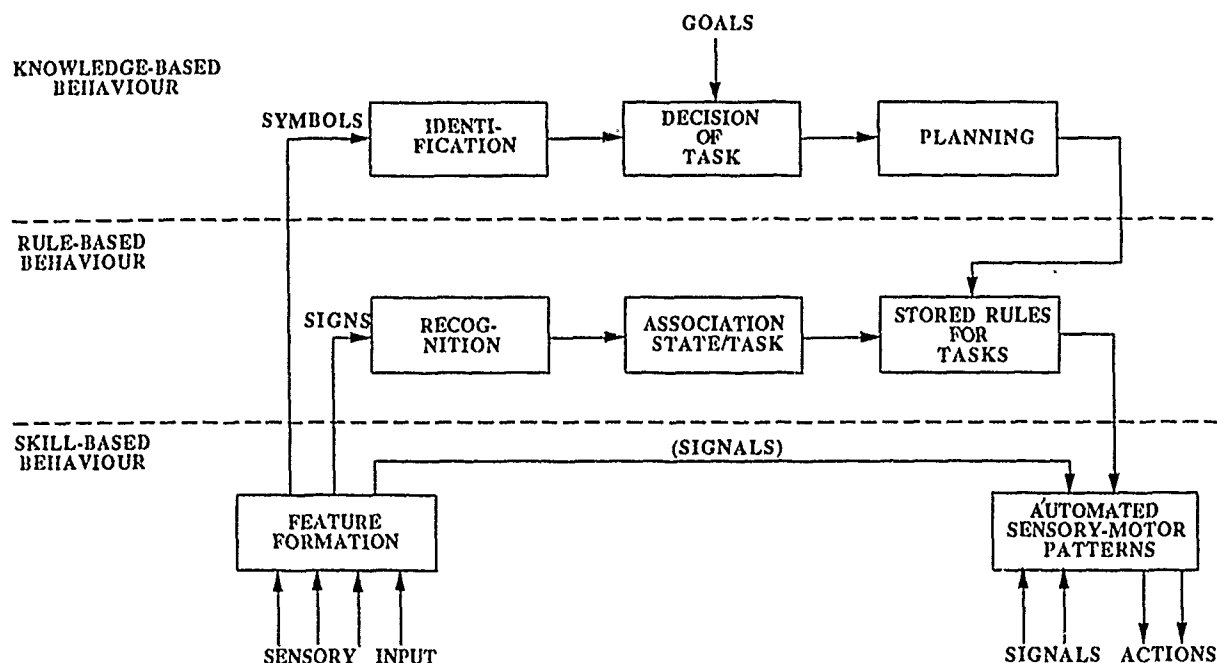 GOALS
KNOWLEDGE-BASED
BEHAVIOUR
SYMBOLS
IDENTI-
FICATION
DECISION
OF
TASK
PLANNING
RULE-BASED
BEHAVIOUR
SIGNS
RECOG-
NITION
ASSOCIATION
STATE/TASK
STORED RULES
FOR
TASKS
SKILL-BASED
BEHAVIOUR
(SIGNALS)
FEATURE
FORMATION
AUTOMATED
SENSORY-MOTOR
PATTERNS
SENSORY INPUT
SIGNALS
ACTIONS